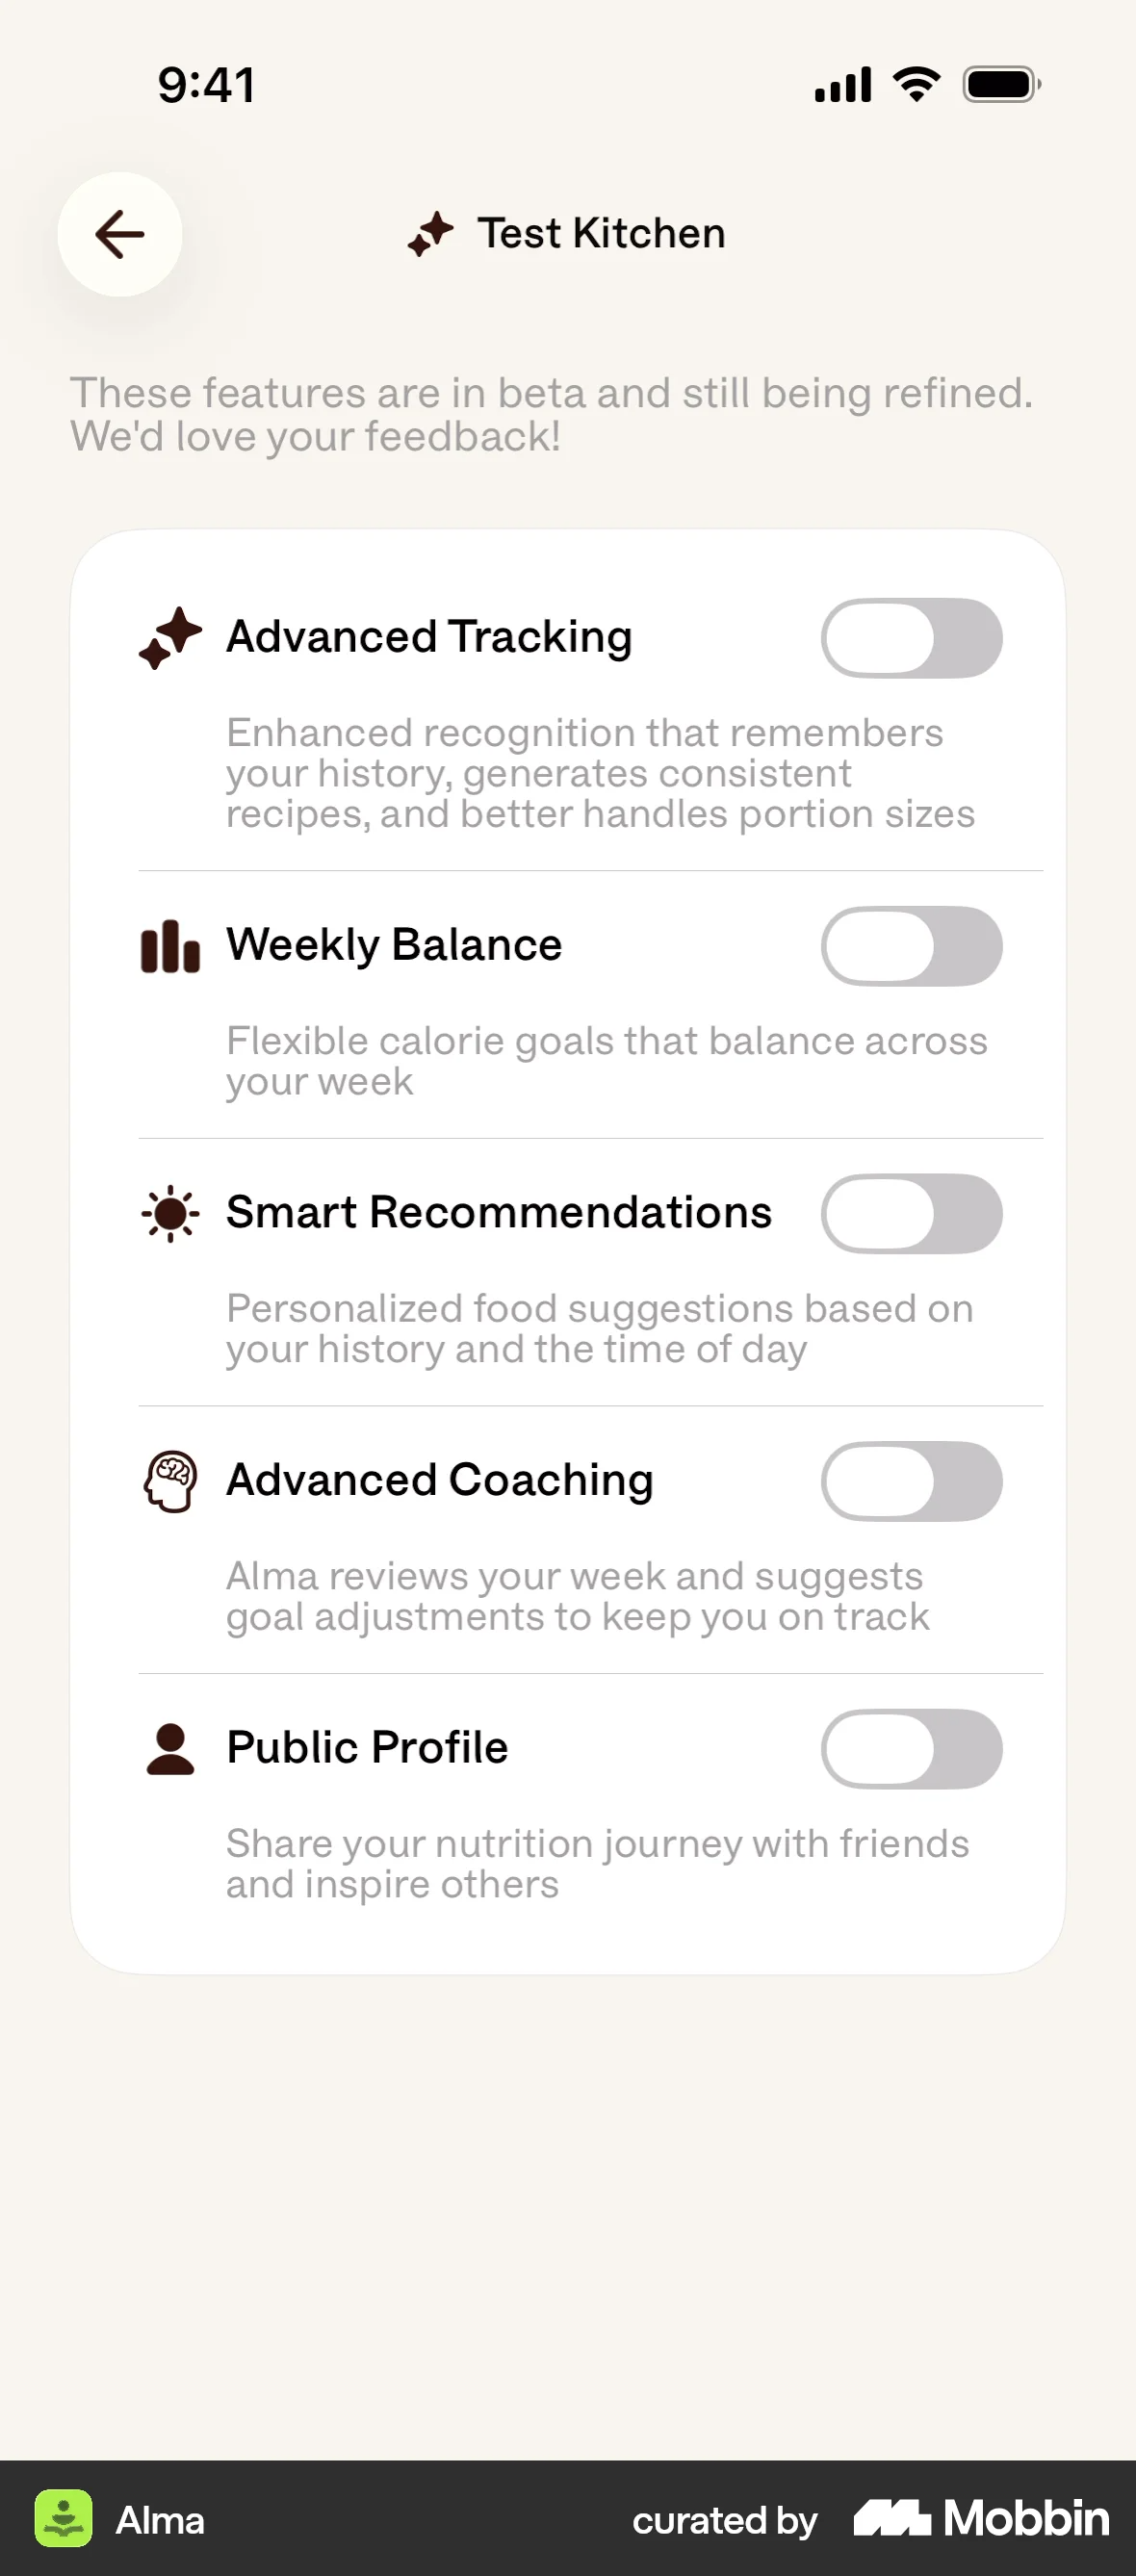 9:41
Test Kitchen
These features are in beta and still being refined.
We'd love your feedback!
Advanced Tracking
Enhanced recognition that remembers
your history, generates consistent
recipes, and better handles portion sizes
Weekly Balance
Flexible calorie goals that balance across
your week
Smart Recommendations
Personalized food suggestions based on
your history and the time of day
Advanced Coaching
Alma reviews your week and suggests
goal adjustments to keep you on track
Public Profile
Share your nutrition journey with friends
and inspire others
Alma
curated by Mobbin